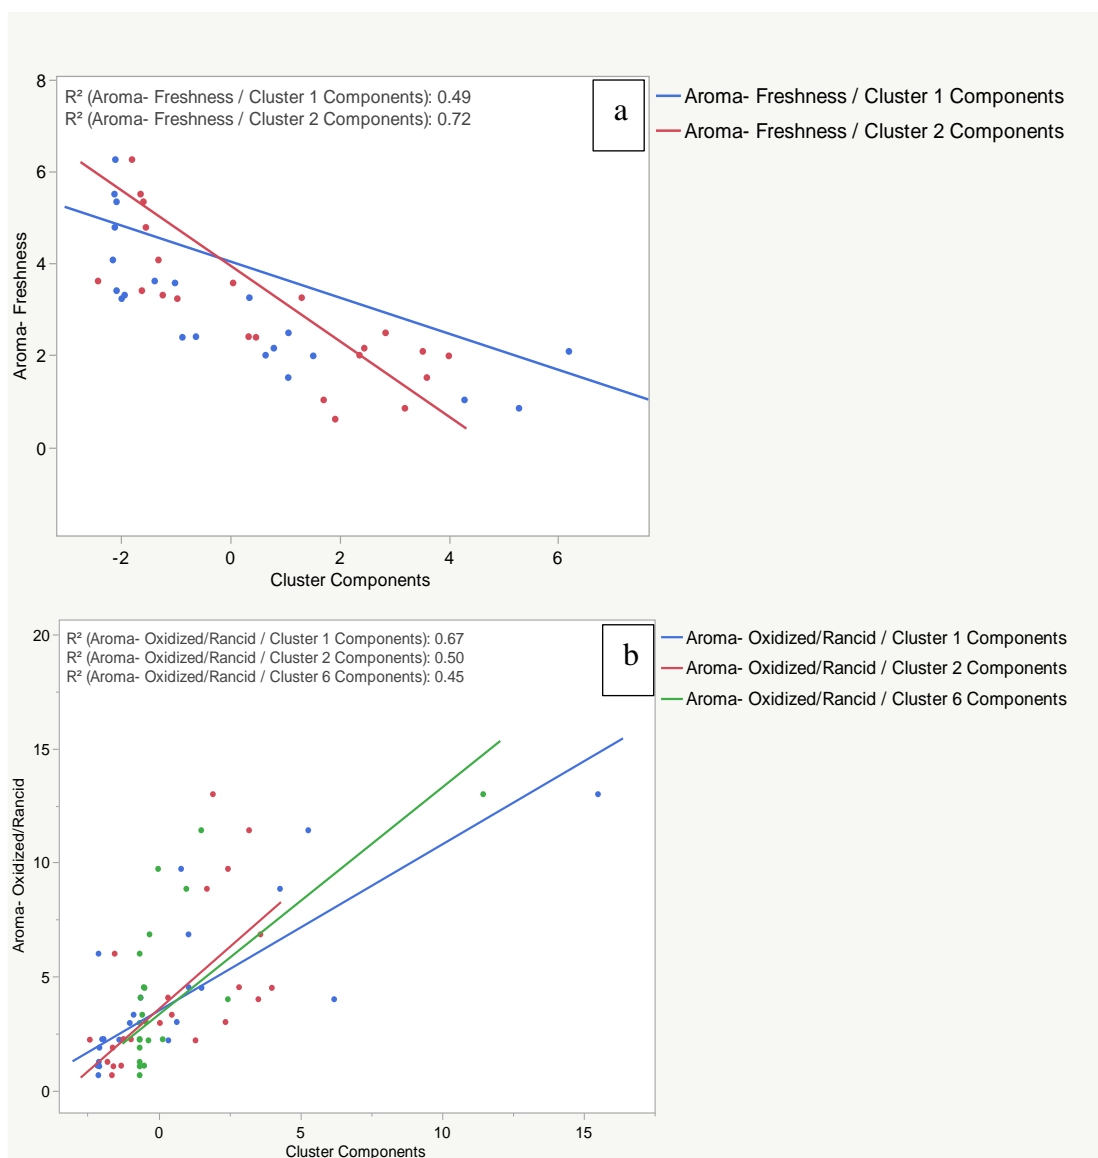 8
R² (Aroma- Freshness / Cluster 1 Components): 0.49
R² (Aroma- Freshness / Cluster 2 Components): 0.72
a
Aroma- Freshness / Cluster 1 Components
Aroma- Freshness / Cluster 2 Components
6
4
2
0
Aroma- Freshness
-2 0 2 4 6
Cluster Components
20
R² (Aroma- Oxidized/Rancid / Cluster 1 Components): 0.67
R² (Aroma- Oxidized/Rancid / Cluster 2 Components): 0.50
R² (Aroma- Oxidized/Rancid / Cluster 6 Components): 0.45
b
Aroma- Oxidized/Rancid / Cluster 1 Components
Aroma- Oxidized/Rancid / Cluster 2 Components
Aroma- Oxidized/Rancid / Cluster 6 Components
15
10
5
0
Aroma- Oxidized/Rancid
0 5 10 15
Cluster Components